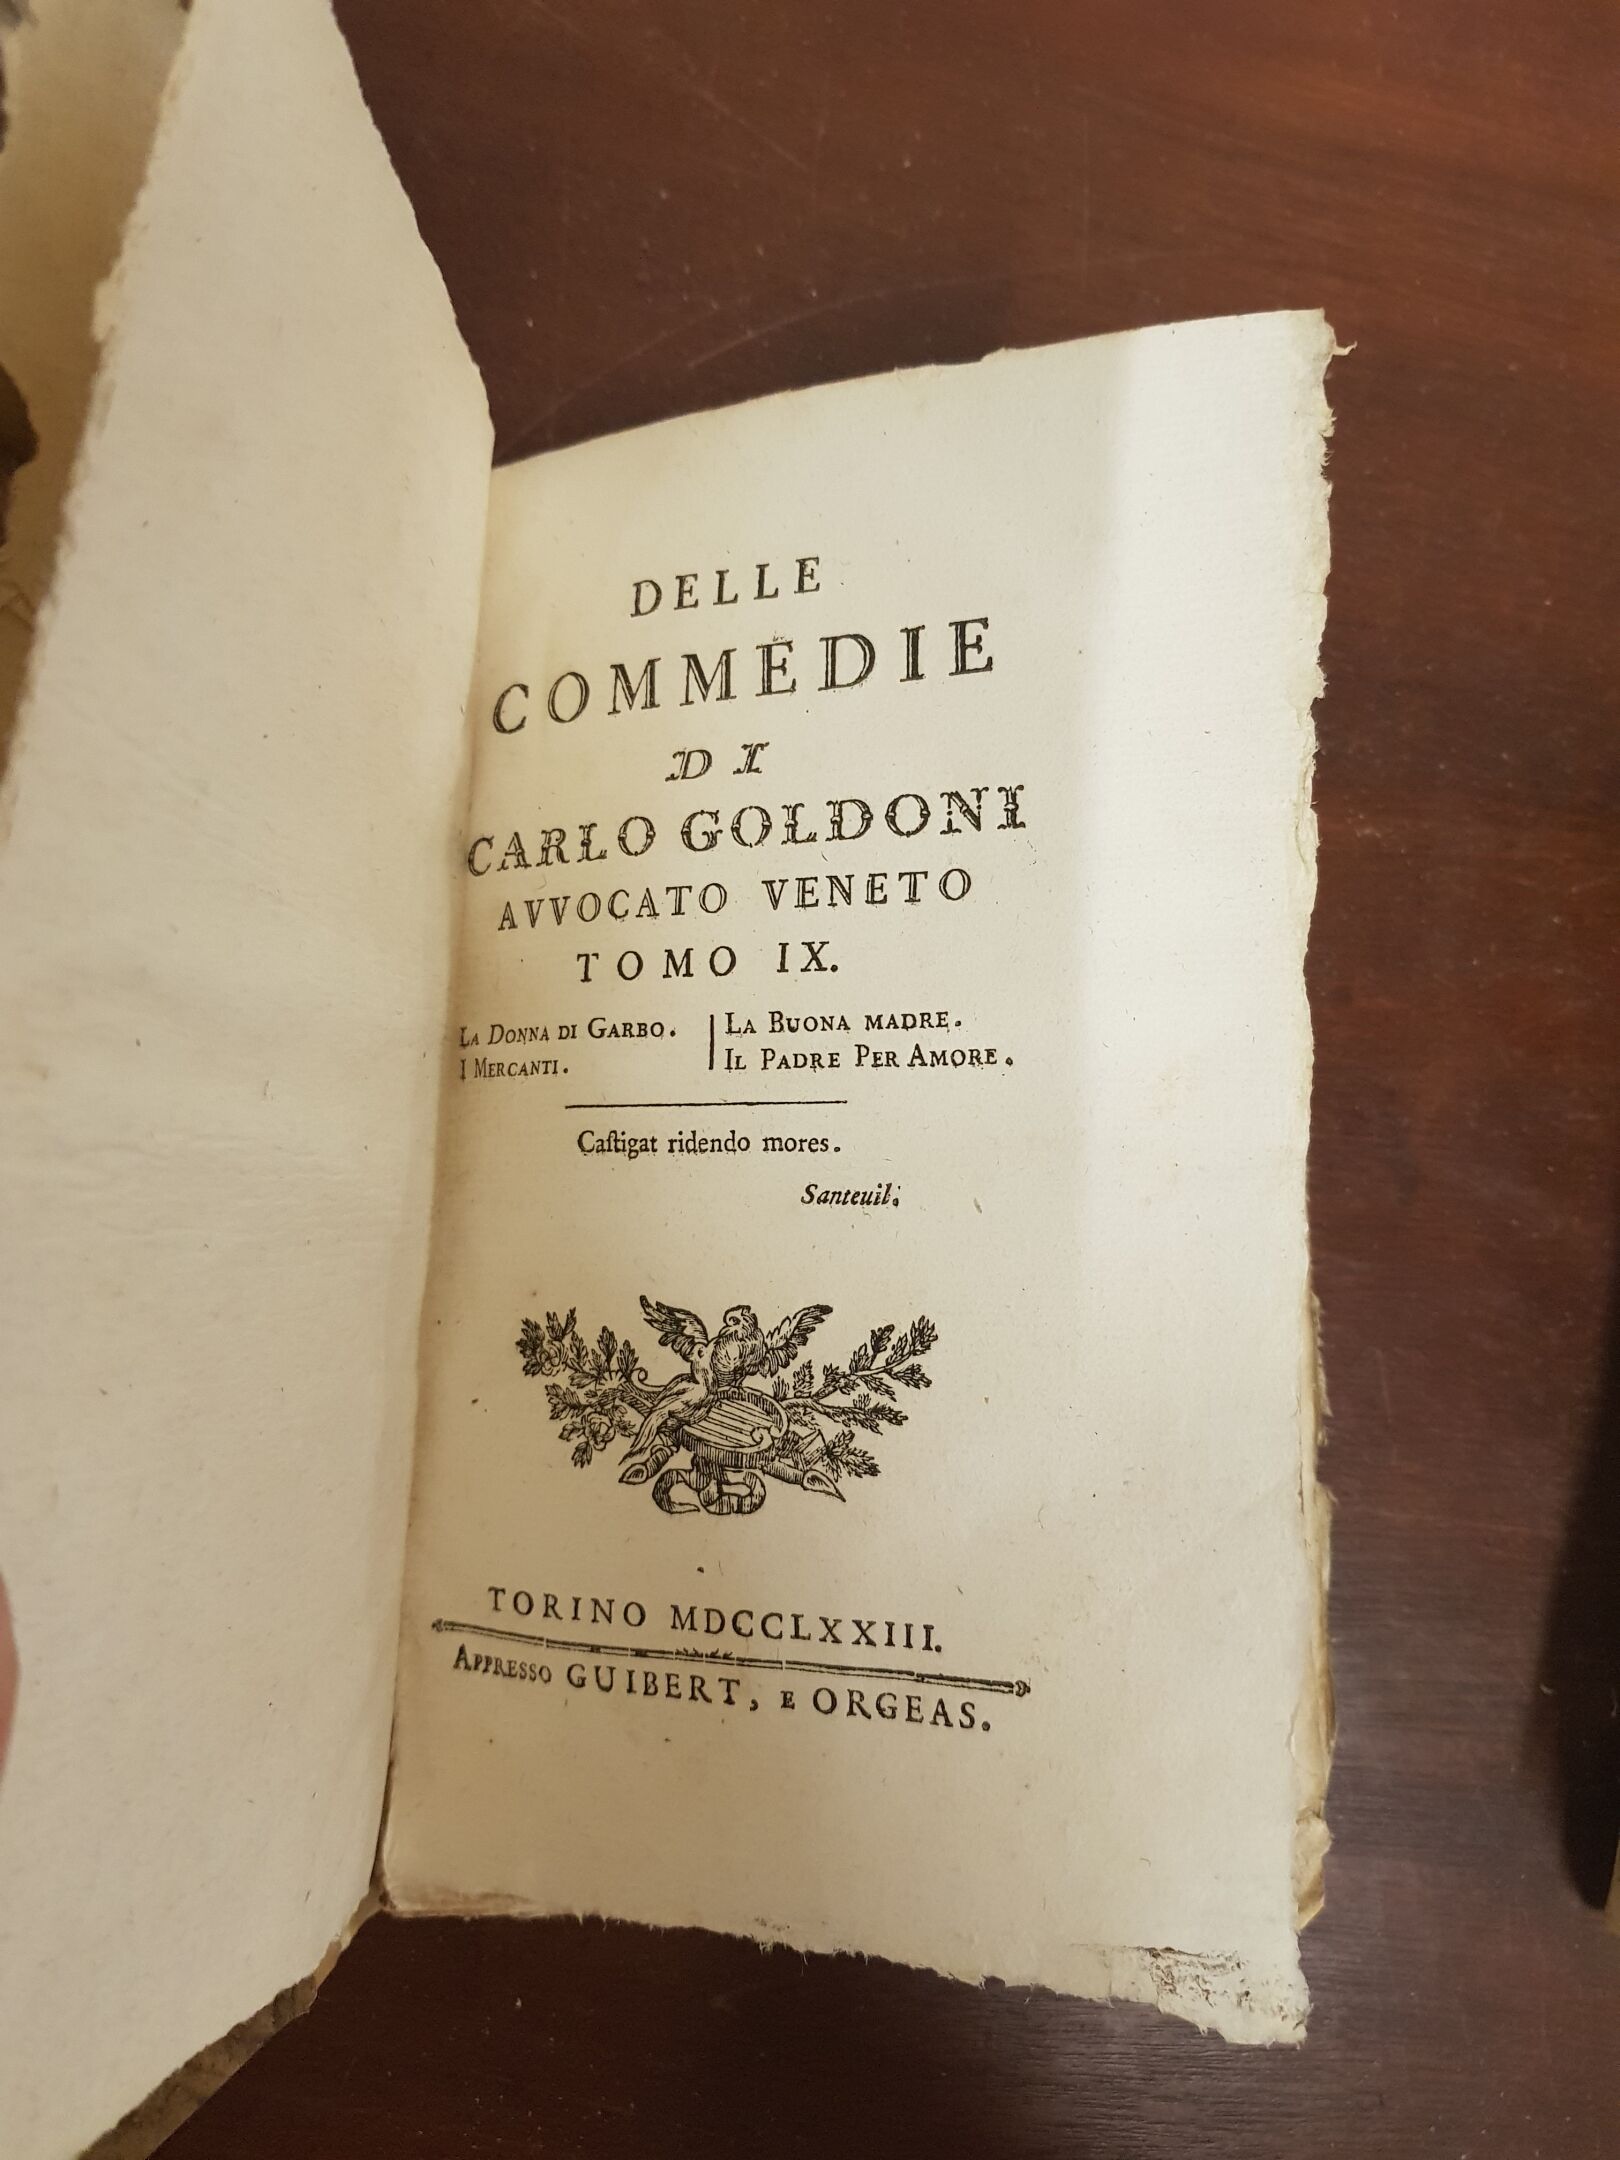 DELLE
COMMEDIE
DI
CARLO GOLDONI
AVVOCATO VENETO
TOMO IX.
LA DONNA DI GARBO. | LA BUONA MADRE.
I MERCANTI. | IL PADRE PER AMORE.
Caſtigat ridendo mores.
Santeuil.
TORINO MDCCLXXIII.
APPRESSO GUIBERT, E ORGEAS.